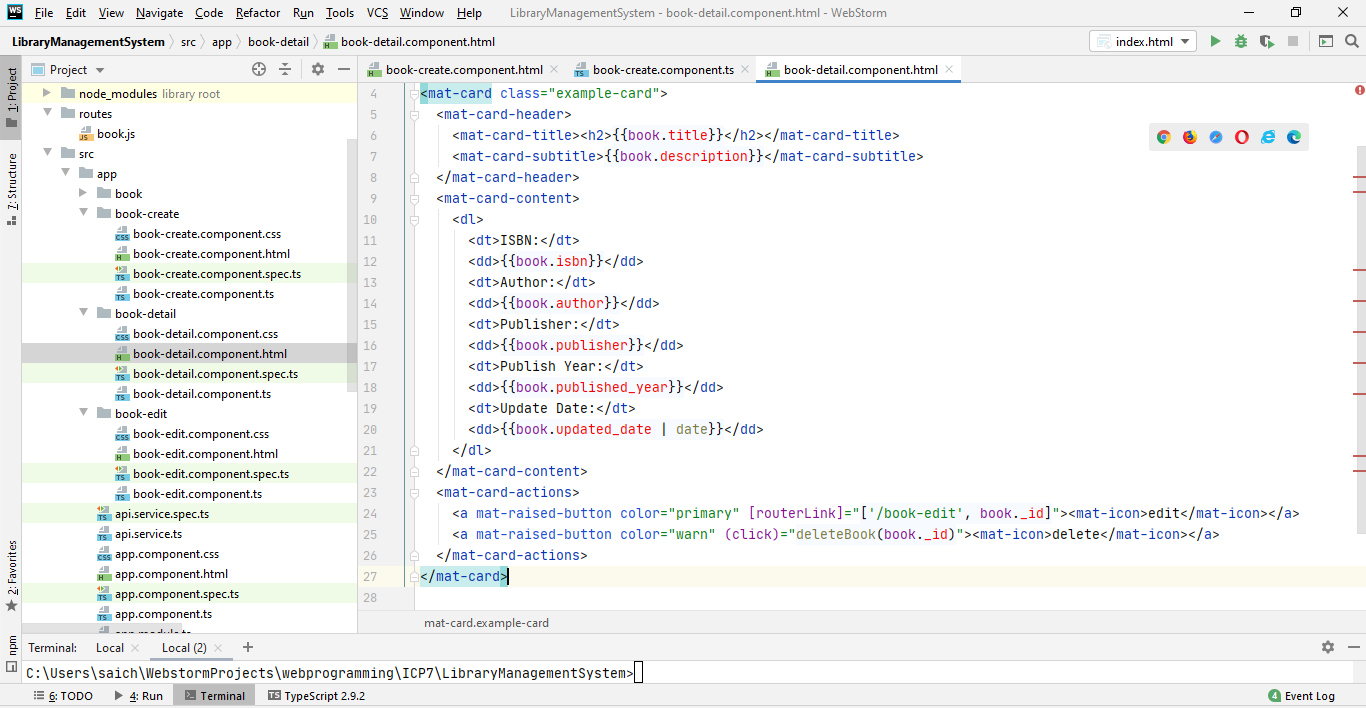 WS File Edit View Navigate Code Refactor Run Tools VCS Window Help LibraryManagementSystem - book-detail.component.html - WebStorm
LibraryManagementSystem src app book-detail book-detail.component.html index.html
1: Project
7: Structure
2: Favorites
npm
Project
node_modules library root
routes
book.js
src
app
book
book-create
book-create.component.css
book-create.component.html
book-create.component.spec.ts
book-create.component.ts
book-detail
book-detail.component.css
book-detail.component.html
book-detail.component.spec.ts
book-detail.component.ts
book-edit
book-edit.component.css
book-edit.component.html
book-edit.component.spec.ts
book-edit.component.ts
api.service.spec.ts
api.service.ts
app.component.css
app.component.html
app.component.spec.ts
app.component.ts
app.module.ts
book-create.component.html book-create.component.ts book-detail.component.html
4 <mat-card class="example-card">
5 <mat-card-header>
6 <mat-card-title><h2>{{book.title}}</h2></mat-card-title>
7 <mat-card-subtitle>{{book.description}}</mat-card-subtitle>
8 </mat-card-header>
9 <mat-card-content>
10 <dl>
11 <dt>ISBN:</dt>
12 <dd>{{book.isbn}}</dd>
13 <dt>Author:</dt>
14 <dd>{{book.author}}</dd>
15 <dt>Publisher:</dt>
16 <dd>{{book.publisher}}</dd>
17 <dt>Publish Year:</dt>
18 <dd>{{book.published_year}}</dd>
19 <dt>Update Date:</dt>
20 <dd>{{book.updated_date | date}}</dd>
21 </dl>
22 </mat-card-content>
23 <mat-card-actions>
24 <a mat-raised-button color="primary" [routerLink]="['/book-edit', book._id]"><mat-icon>edit</mat-icon></a>
25 <a mat-raised-button color="warn" (click)="deleteBook(book._id)"><mat-icon>delete</mat-icon></a>
26 </mat-card-actions>
27 </mat-card>
28
mat-card.example-card
Terminal: Local Local (2)
C:\Users\saich\WebstormProjects\webprogramming\ICP7\LibraryManagementSystem>
6: TODO 4: Run Terminal TS TypeScript 2.9.2 4 Event Log